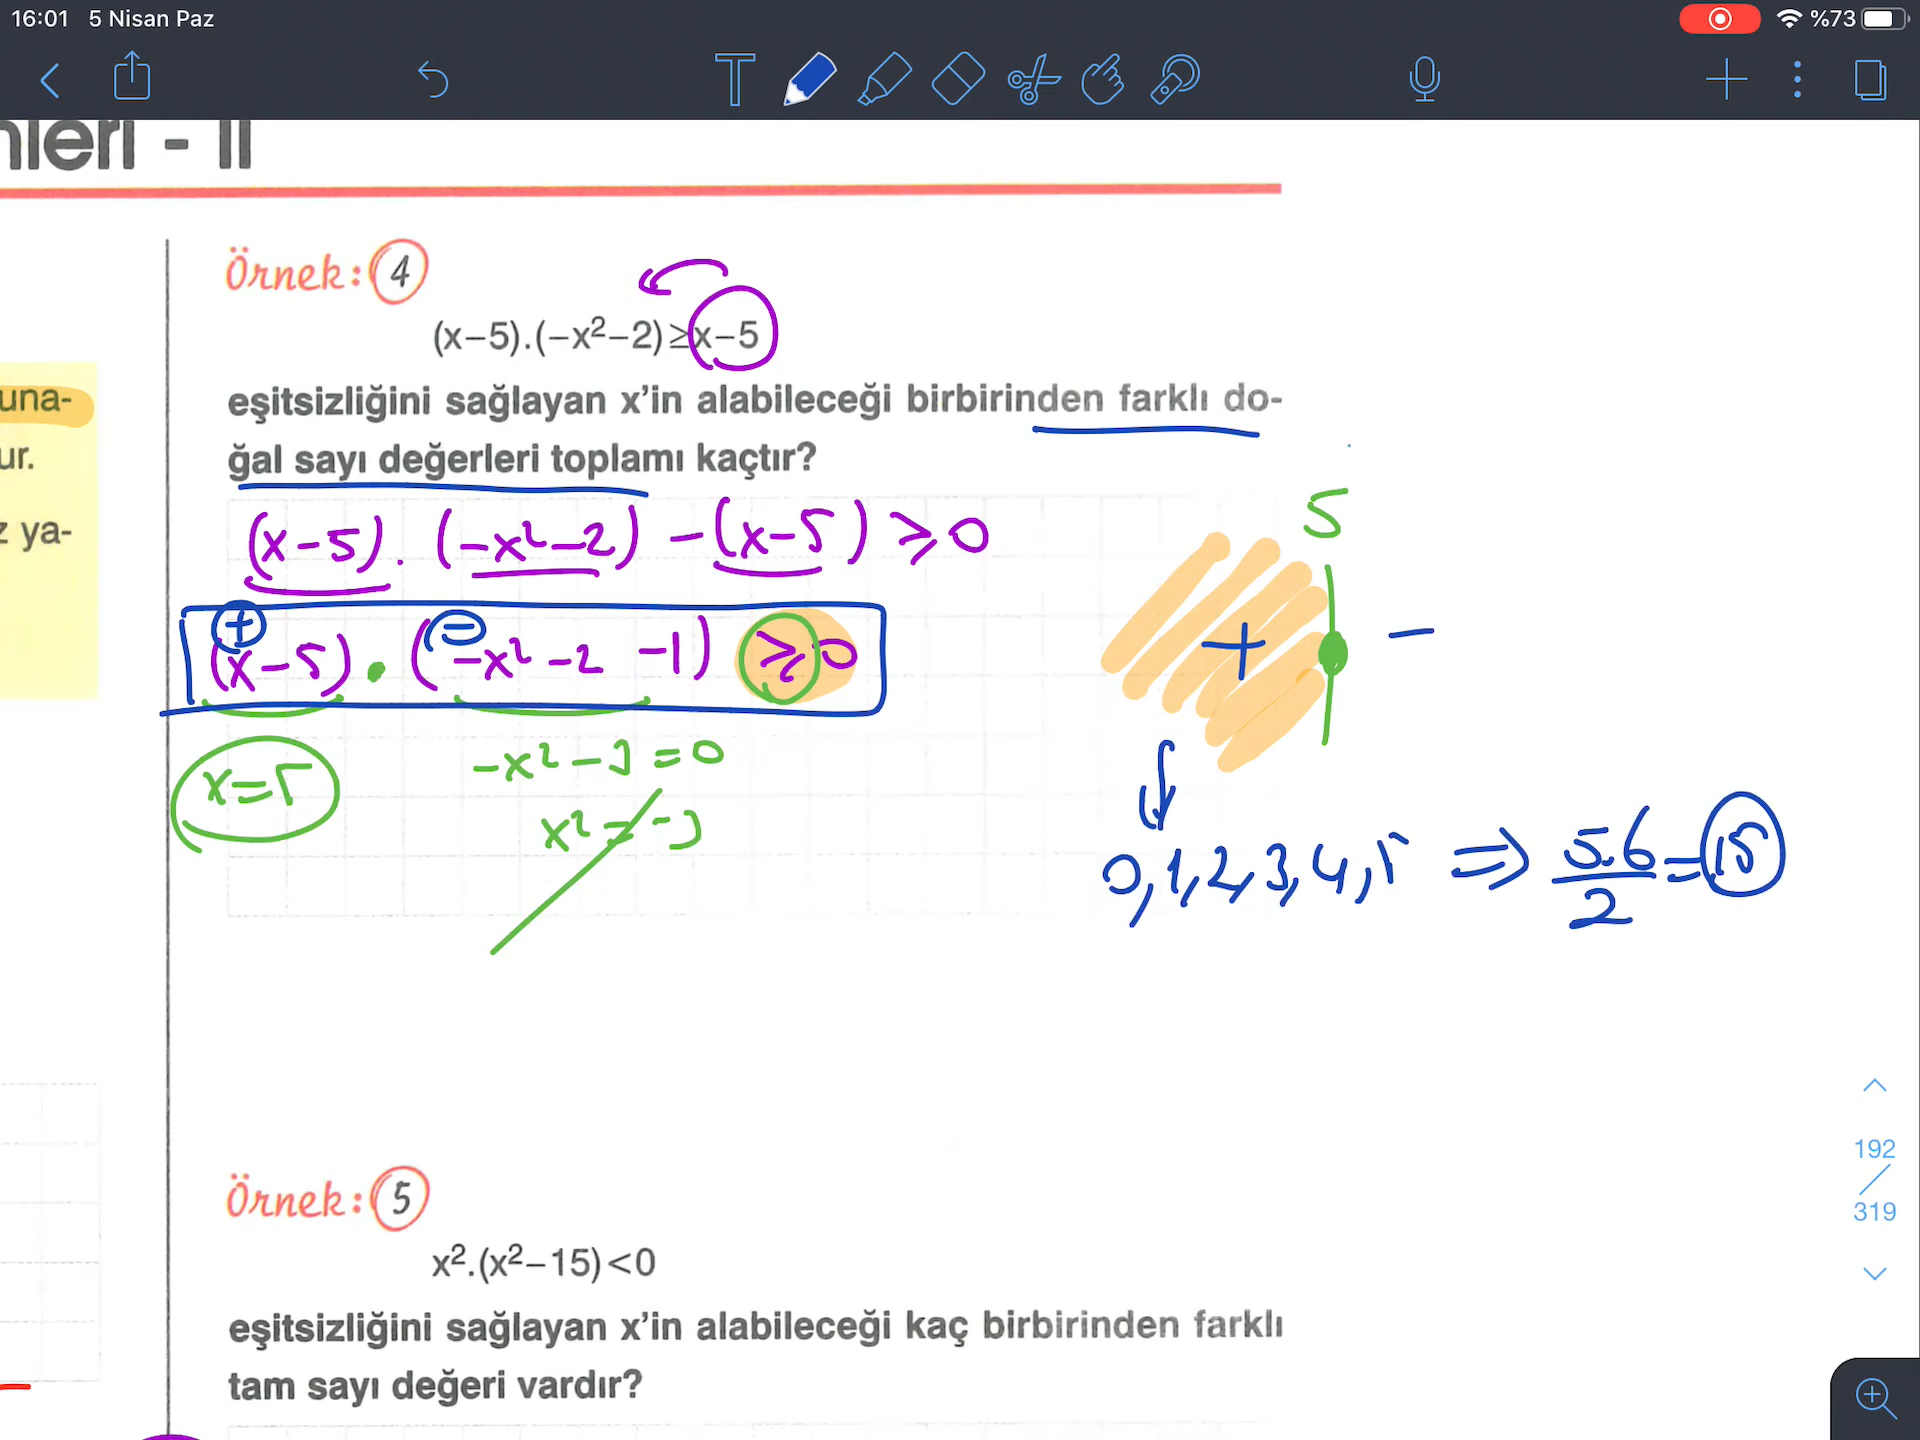 16:01 5 Nisan Paz
%73
- II
una-
ur.
z ya-
Örnek: 4
(x−5).(−x²−2)≥x−5
eşitsizliğini sağlayan x'in alabileceği birbirinden farklı do-
ğal sayı değerleri toplamı kaçtır?
(x−5).(−x²−2)−(x−5)≥0
(x−5).(−x²−2−1)≥0
+ −
x=5
−x²−3=0
x²=−3
5
+ −
0,1,2,3,4,5 ⇒ 5.6/2=15
Örnek: 5
x².(x²−15)<0
eşitsizliğini sağlayan x'in alabileceği kaç birbirinden farklı
tam sayı değeri vardır?
192
319